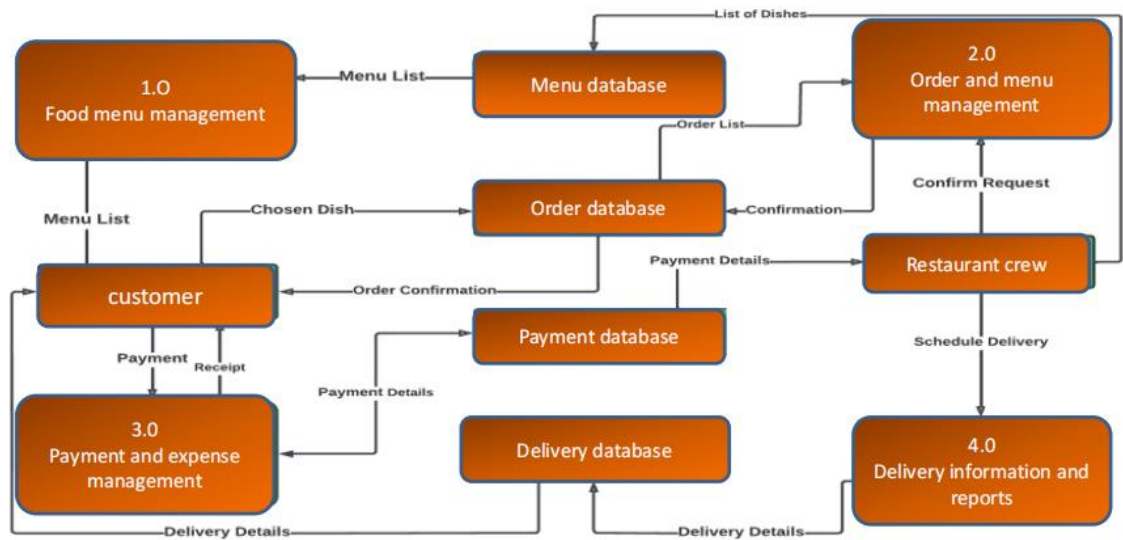 List of Dishes
1.O
Food menu management
Menu List
Menu database
2.0
Order and menu
management
Order List
Menu List
Chosen Dish
Order database
Confirmation
Confirm Request
customer
Order Confirmation
Payment Details
Restaurant crew
Payment
Receipt
Payment database
Schedule Delivery
Payment Details
3.0
Payment and expense
management
Delivery database
4.0
Delivery information and
reports
Delivery Details
Delivery Details